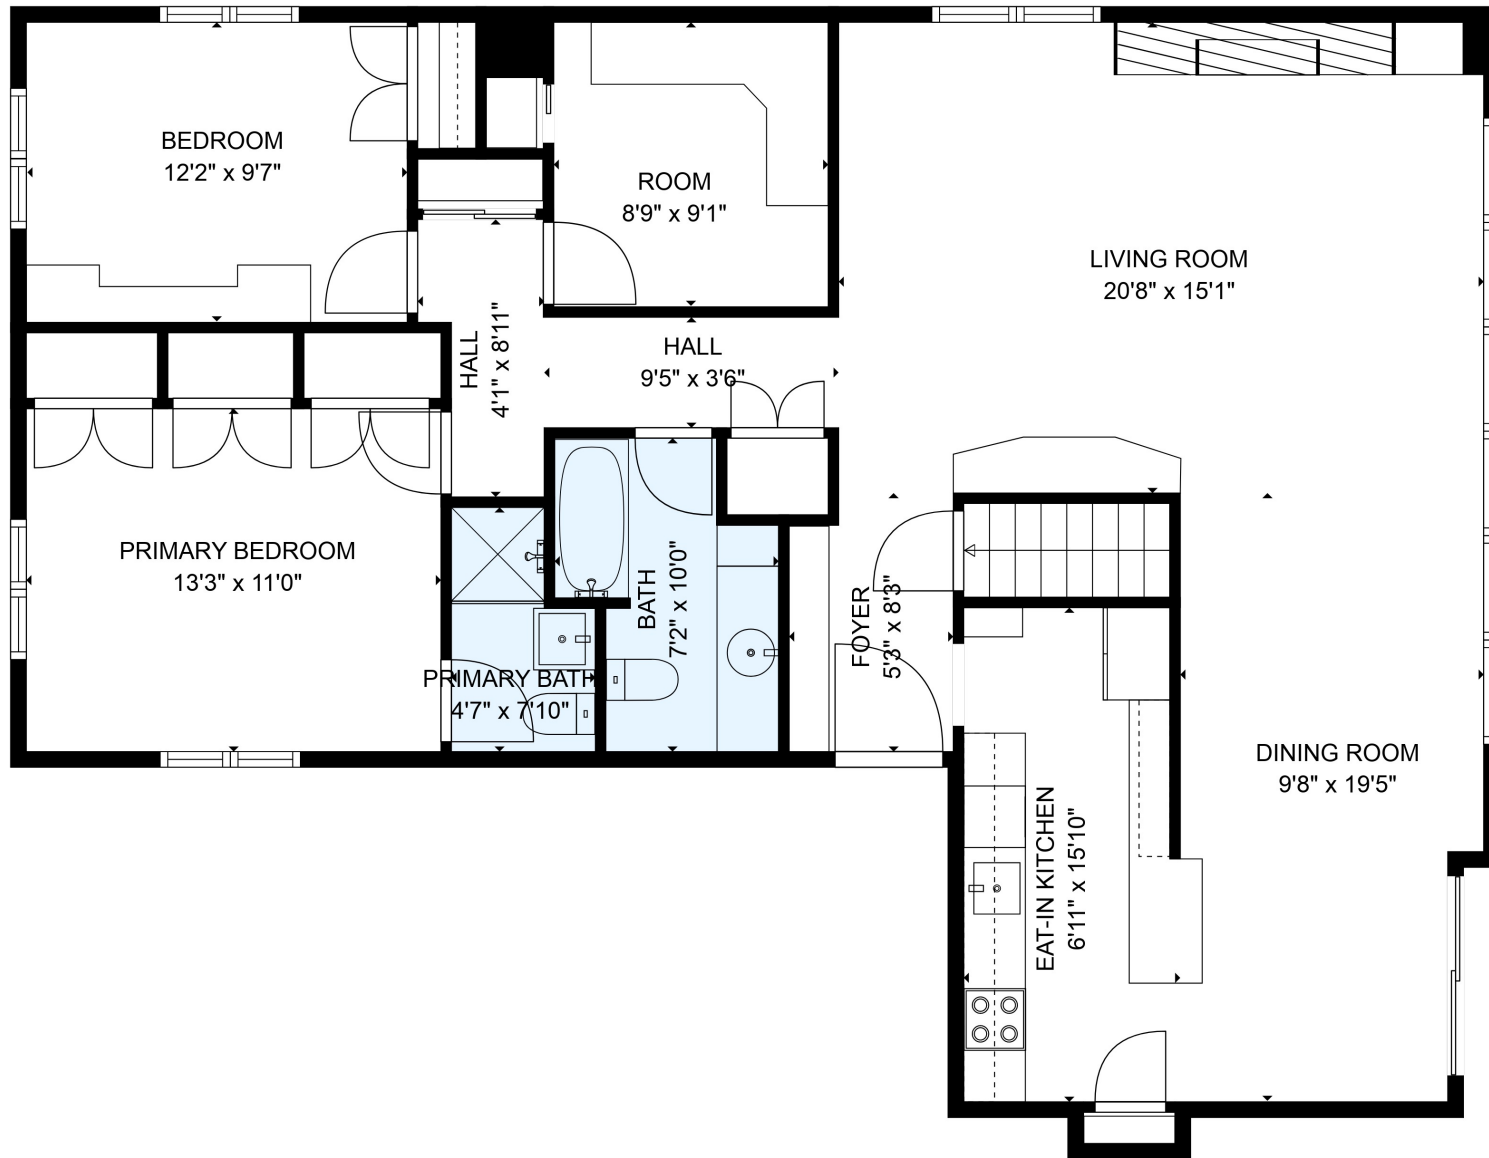 BEDROOM
12'2" x 9'7"
ROOM
8'9" x 9'1"
LIVING ROOM
20'8" x 15'1"
HALL
4'1" x 8'11"
HALL
9'5" x 3'6"
PRIMARY BEDROOM
13'3" x 11'0"
BATH
7'2" x 10'0"
FOYER
5'3" x 8'3"
PRIMARY BATH
4'7" x 7'10"
DINING ROOM
9'8" x 19'5"
EAT-IN KITCHEN
6'11" x 15'10"